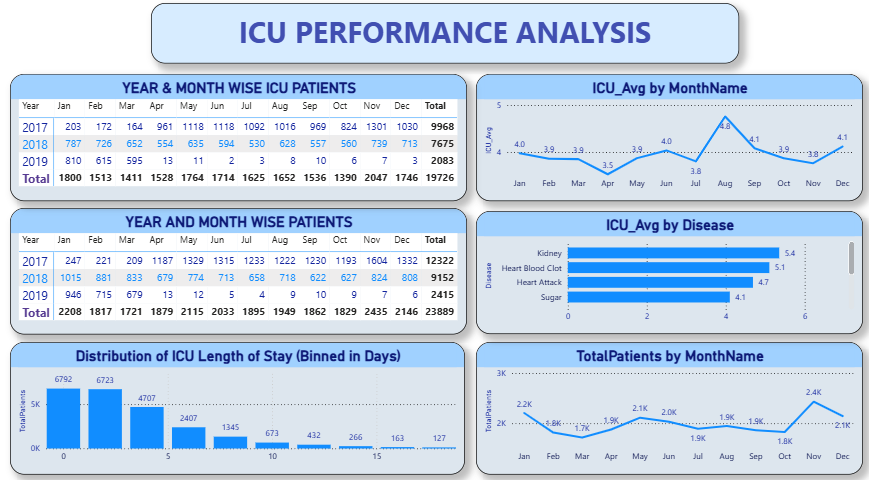 ICU PERFORMANCE ANALYSIS
YEAR & MONTH WISE ICU PATIENTS
Year Jan Feb Mar Apr May Jun Jul Aug Sep Oct Nov Dec Total
2017 203 172 164 961 1118 1118 1092 1016 969 824 1301 1030 9968
2018 787 726 652 554 635 594 530 628 557 560 739 713 7675
2019 810 615 595 13 11 2 3 8 10 6 7 3 2083
Total 1800 1513 1411 1528 1764 1714 1625 1652 1536 1390 2047 1746 19726
ICU_Avg by MonthName
ICU_Avg
5
4
4.0 3.9 3.9 3.5 3.9 4.0 3.8 4.8 4.1 3.9 3.8 4.1
Jan Feb Mar Apr May Jun Jul Aug Sep Oct Nov Dec
YEAR AND MONTH WISE PATIENTS
Year Jan Feb Mar Apr May Jun Jul Aug Sep Oct Nov Dec Total
2017 247 221 209 1187 1329 1315 1233 1222 1230 1193 1604 1332 12322
2018 1015 881 833 679 774 713 658 718 622 627 824 808 9152
2019 946 715 679 13 12 5 4 9 10 9 7 6 2415
Total 2208 1817 1721 1879 2115 2033 1895 1949 1862 1829 2435 2146 23889
ICU_Avg by Disease
Disease
Kidney 5.4
Heart Blood Clot 5.1
Heart Attack 4.7
Sugar 4.1
0 2 4 6
Distribution of ICU Length of Stay (Binned in Days)
TotalPatients
5K
0K
6792 6723 4707 2407 1345 673 432 266 163 127
0 5 10 15
TotalPatients by MonthName
TotalPatients
3K
2K
2.2K 1.8K 1.7K 1.9K 2.1K 2.0K 1.9K 1.9K 1.9K 1.8K 2.4K 2.1K
Jan Feb Mar Apr May Jun Jul Aug Sep Oct Nov Dec